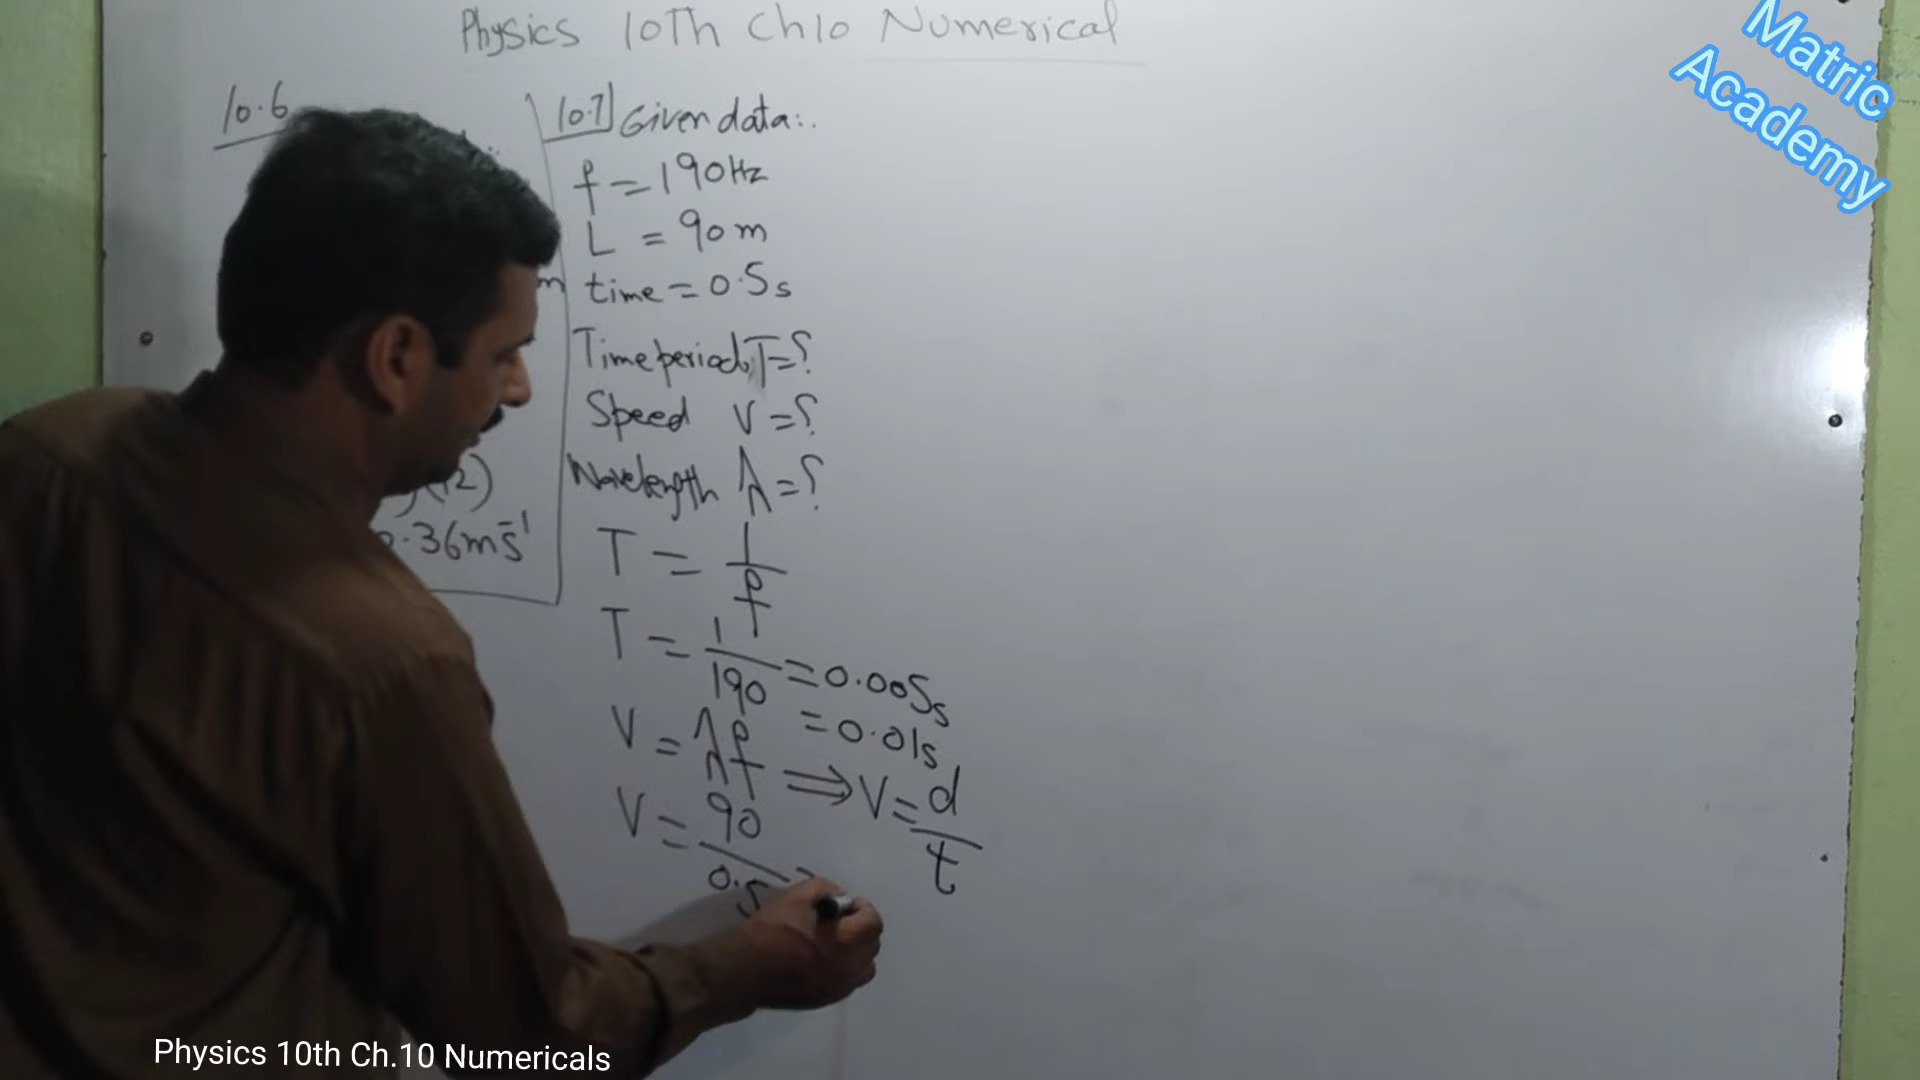 Physics 10Th Ch10 Numerical
Matric
Academy
10.6
m
(12)
.36ms⁻¹
10.7 Given data:.
f = 190Hz
L = 90m
time = 0.5s
Time period, T = ?
Speed V = ?
Wavelength λ = ?
T = 1/f
T = 1/190 = 0.005s
= 0.01s
V = λf ⇒ V = d/t
V = 90/0.5
Physics 10th Ch.10 Numericals